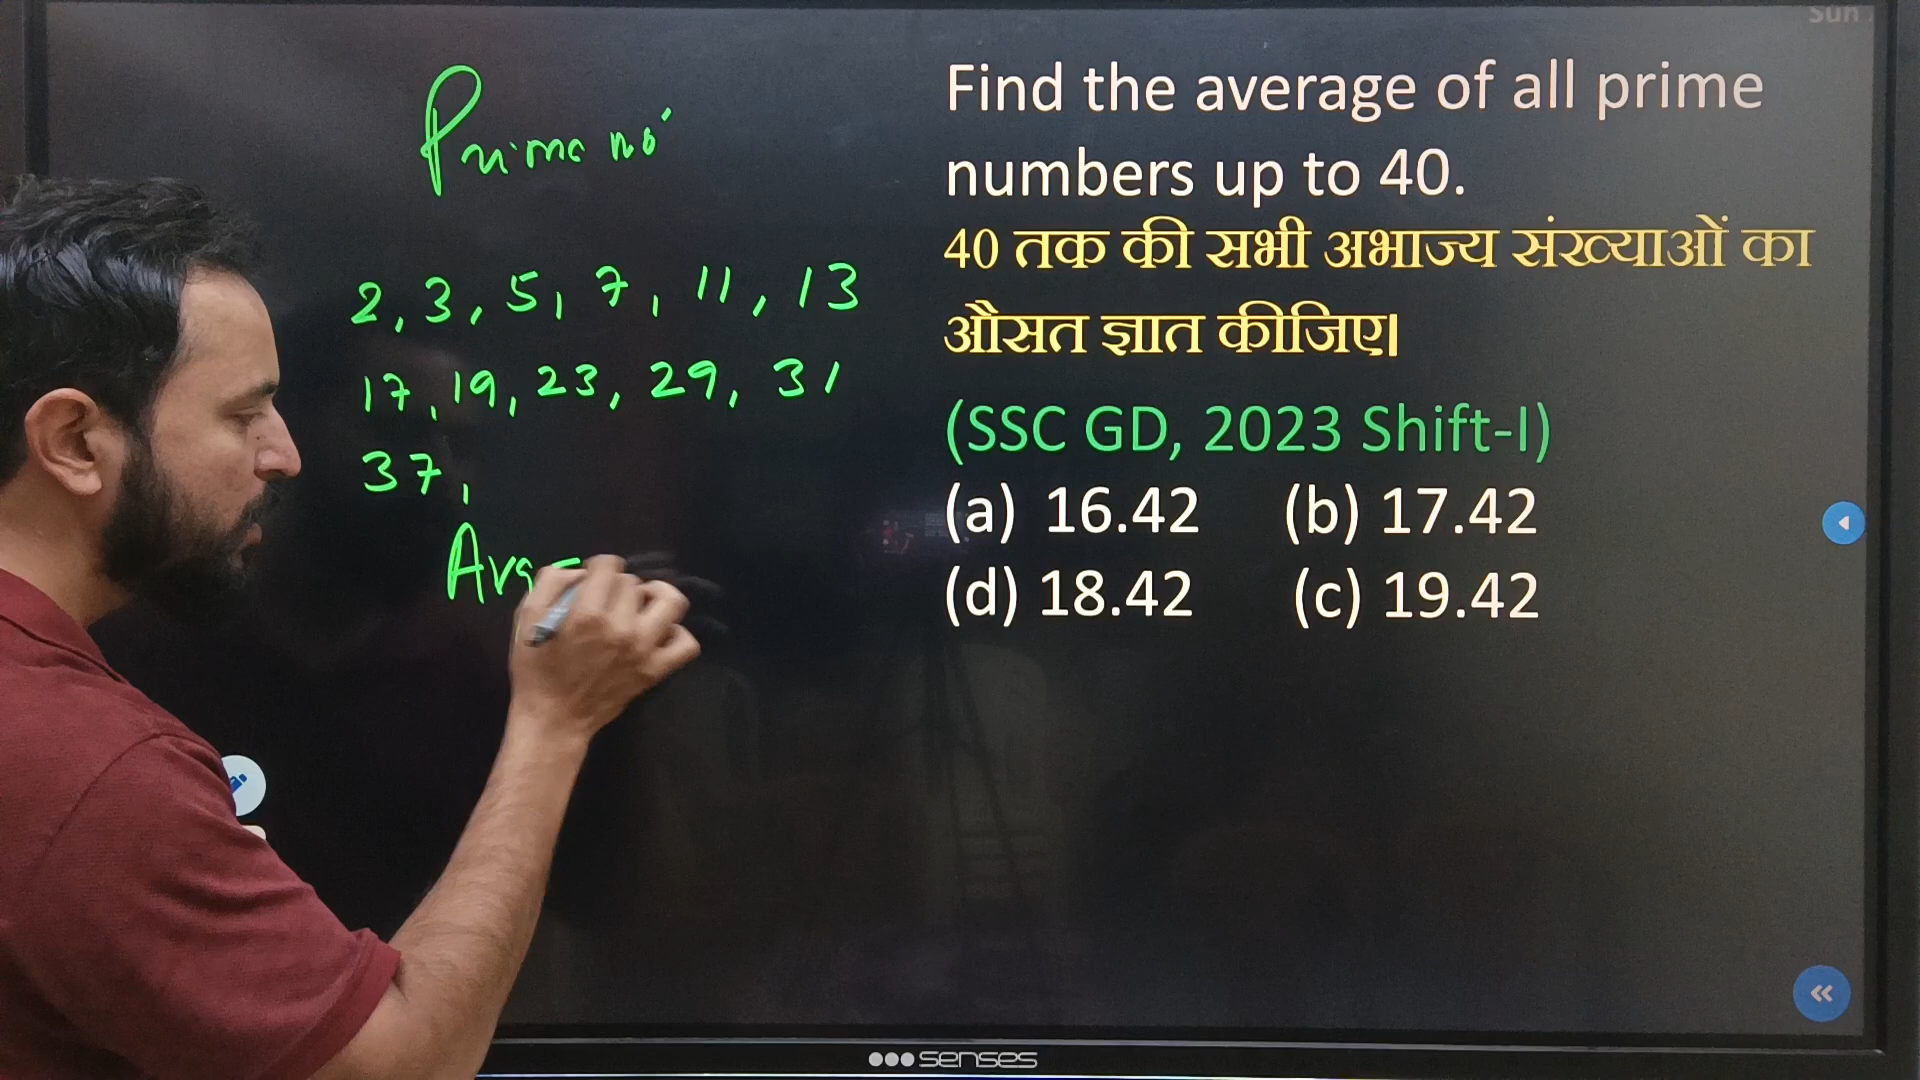 Sun
Prime no
2, 3, 5, 7, 11, 13
17, 19, 23, 29, 31
37,
Avg =
Find the average of all prime
numbers up to 40.
40 तक की सभी अभाज्य संख्याओं का
औसत ज्ञात कीजिए।
(SSC GD, 2023 Shift-I)
(a) 16.42 (b) 17.42
(d) 18.42 (c) 19.42
senses